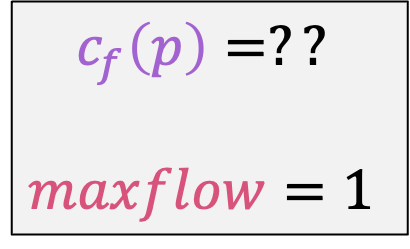 c_f(p) =??
maxflow = 1